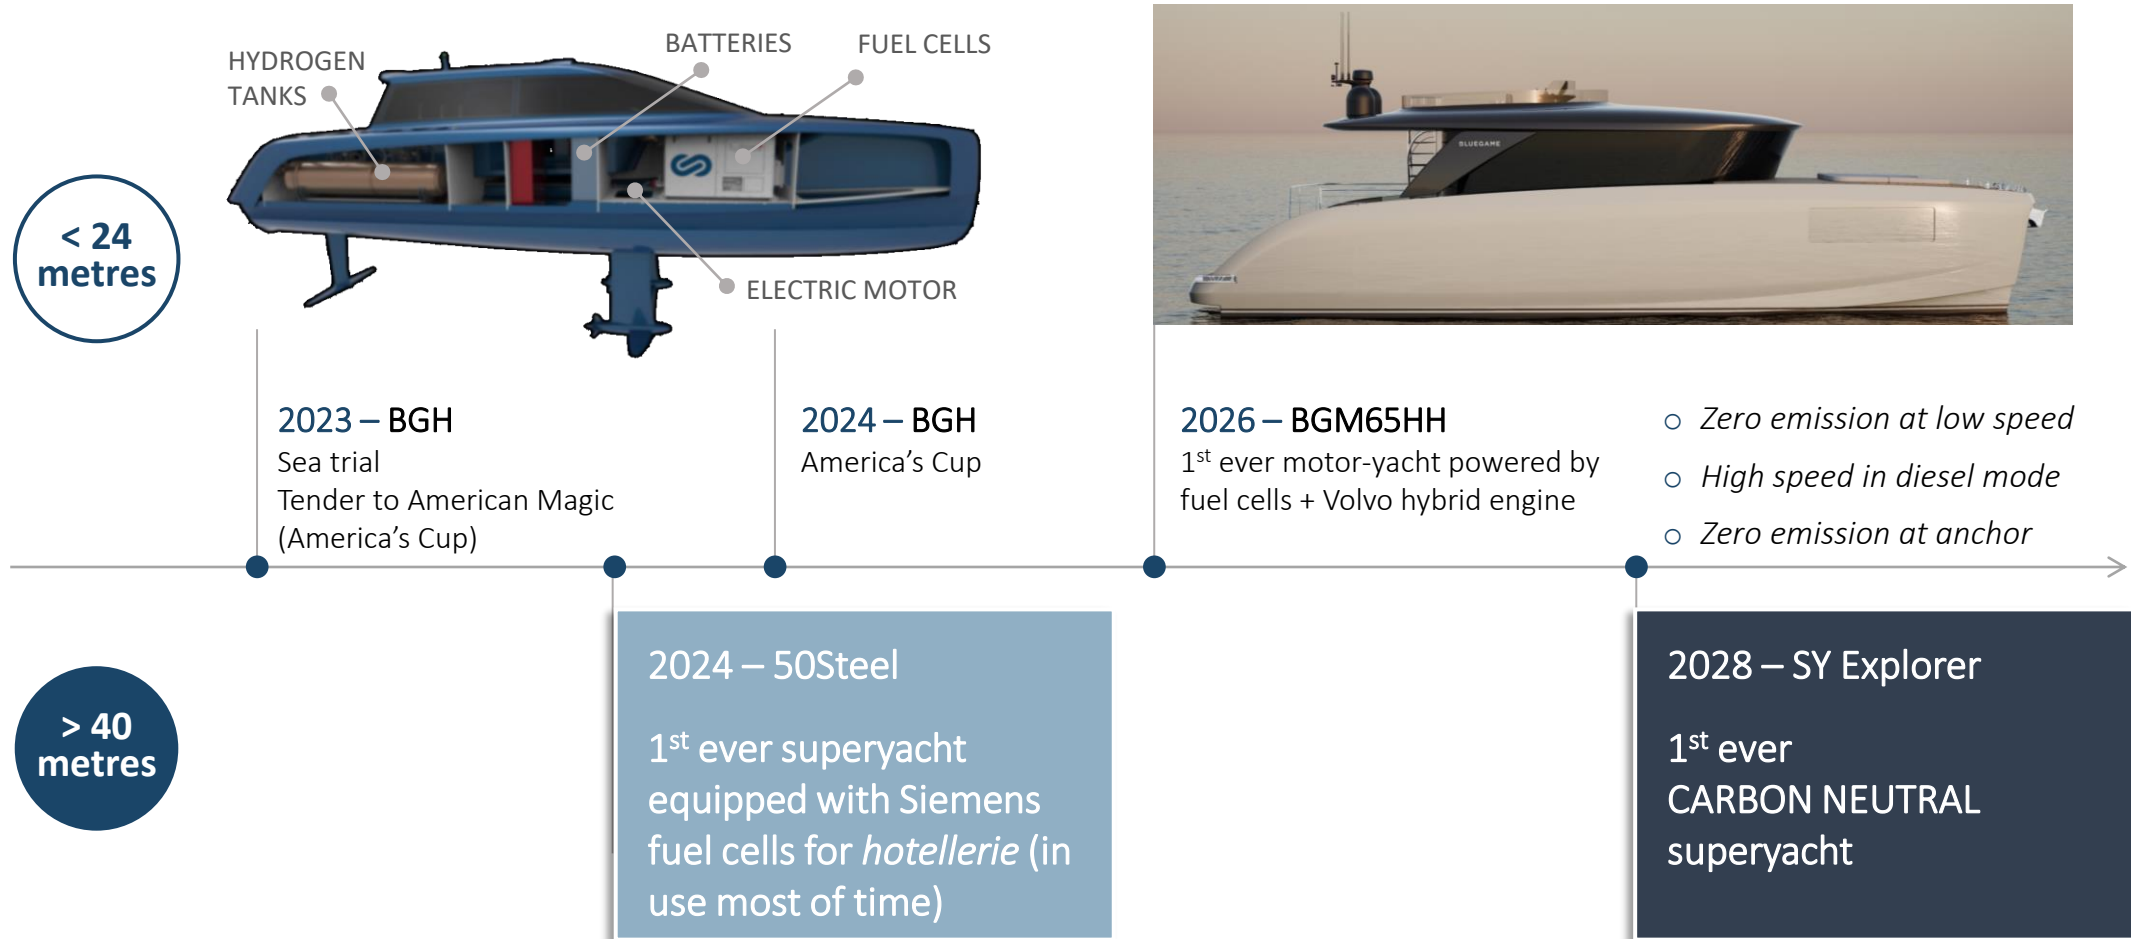 HYDROGEN
TANKS
BATTERIES
FUEL CELLS
ELECTRIC MOTOR
BLUEGAME
< 24
metres
2023 – BGH
Sea trial
Tender to American Magic
(America’s Cup)
2024 – BGH
America’s Cup
2026 – BGM65HH
1st ever motor-yacht powered by
fuel cells + Volvo hybrid engine
Zero emission at low speed
High speed in diesel mode
Zero emission at anchor
> 40
metres
2024 – 50Steel
1st ever superyacht
equipped with Siemens
fuel cells for hotellerie (in
use most of time)
2028 – SY Explorer
1st ever
CARBON NEUTRAL
superyacht